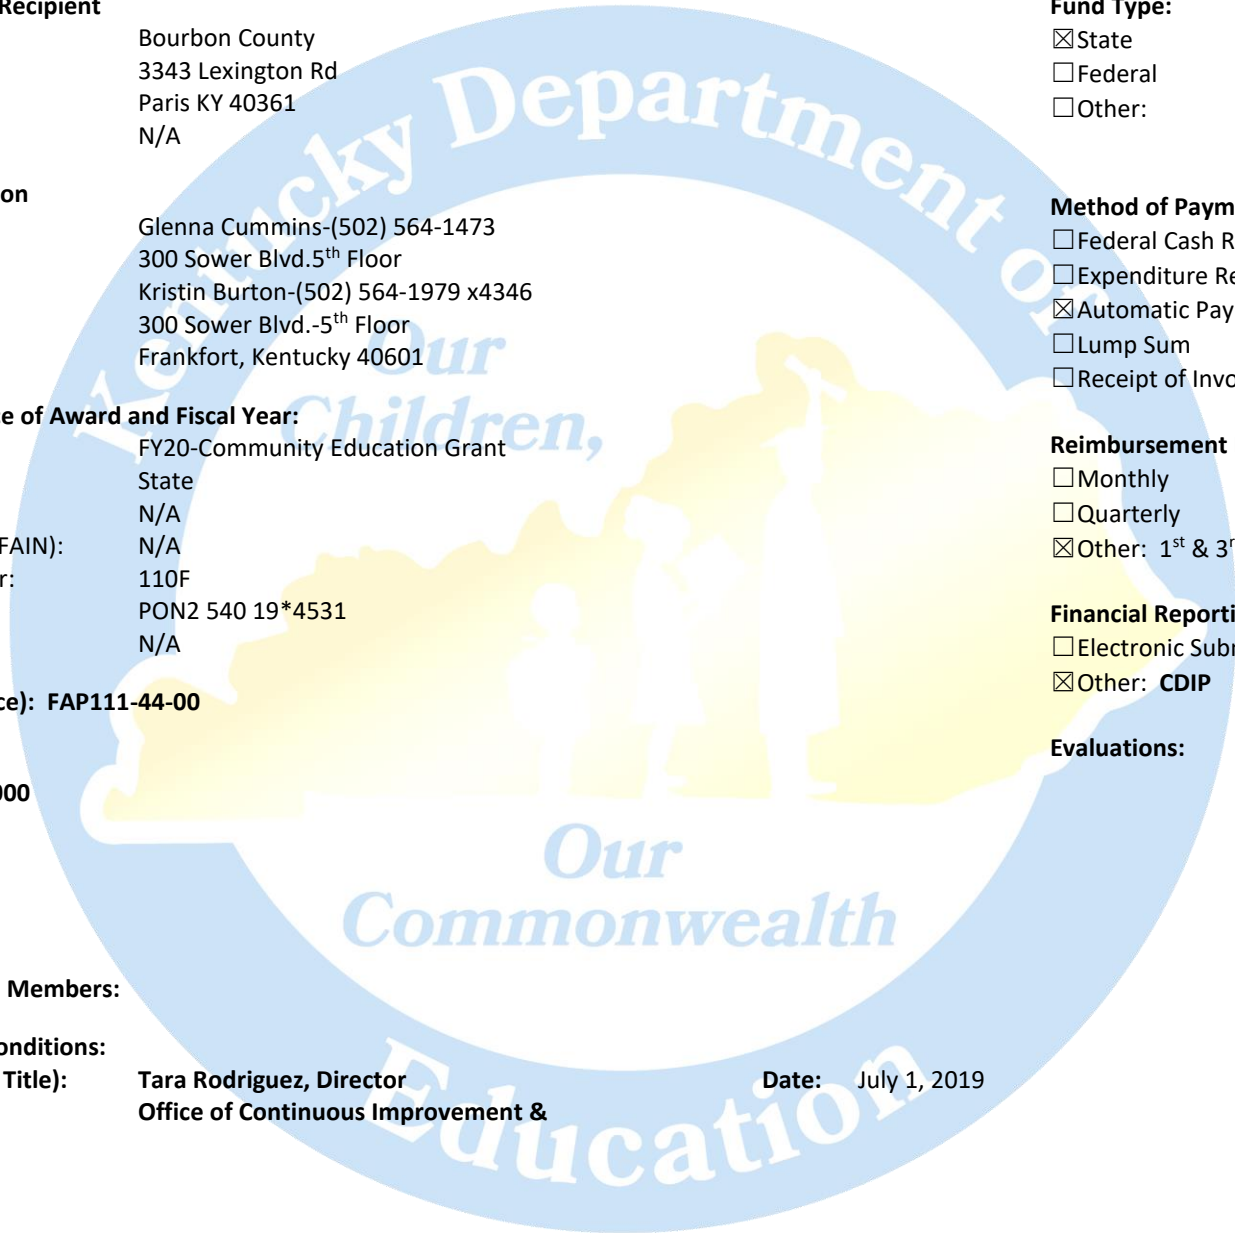 Recipient
Bourbon County
3343 Lexington Rd
Paris KY 40361
N/A
on
Glenna Cummins-(502) 564-1473
300 Sower Blvd.5th Floor
Kristin Burton-(502) 564-1979 x4346
300 Sower Blvd.-5th Floor
Frankfort, Kentucky 40601
e of Award and Fiscal Year:
FY20-Community Education Grant
State
N/A
FAIN): N/A
r: 110F
PON2 540 19*4531
N/A
ce): FAP111-44-00
000
Members:
onditions:
Title): Tara Rodriguez, Director Date: July 1, 2019
Office of Continuous Improvement &
Fund Type:
☒State
☐Federal
☐Other:
Method of Paym
☐Federal Cash R
☐Expenditure Re
☒Automatic Pay
☐Lump Sum
☐Receipt of Invo
Reimbursement
☐Monthly
☐Quarterly
☒Other: 1st & 3r
Financial Reporti
☐Electronic Subm
☒Other: CDIP
Evaluations:
Kentucky Department of
Education
Our
Children,
Our
Commonwealth